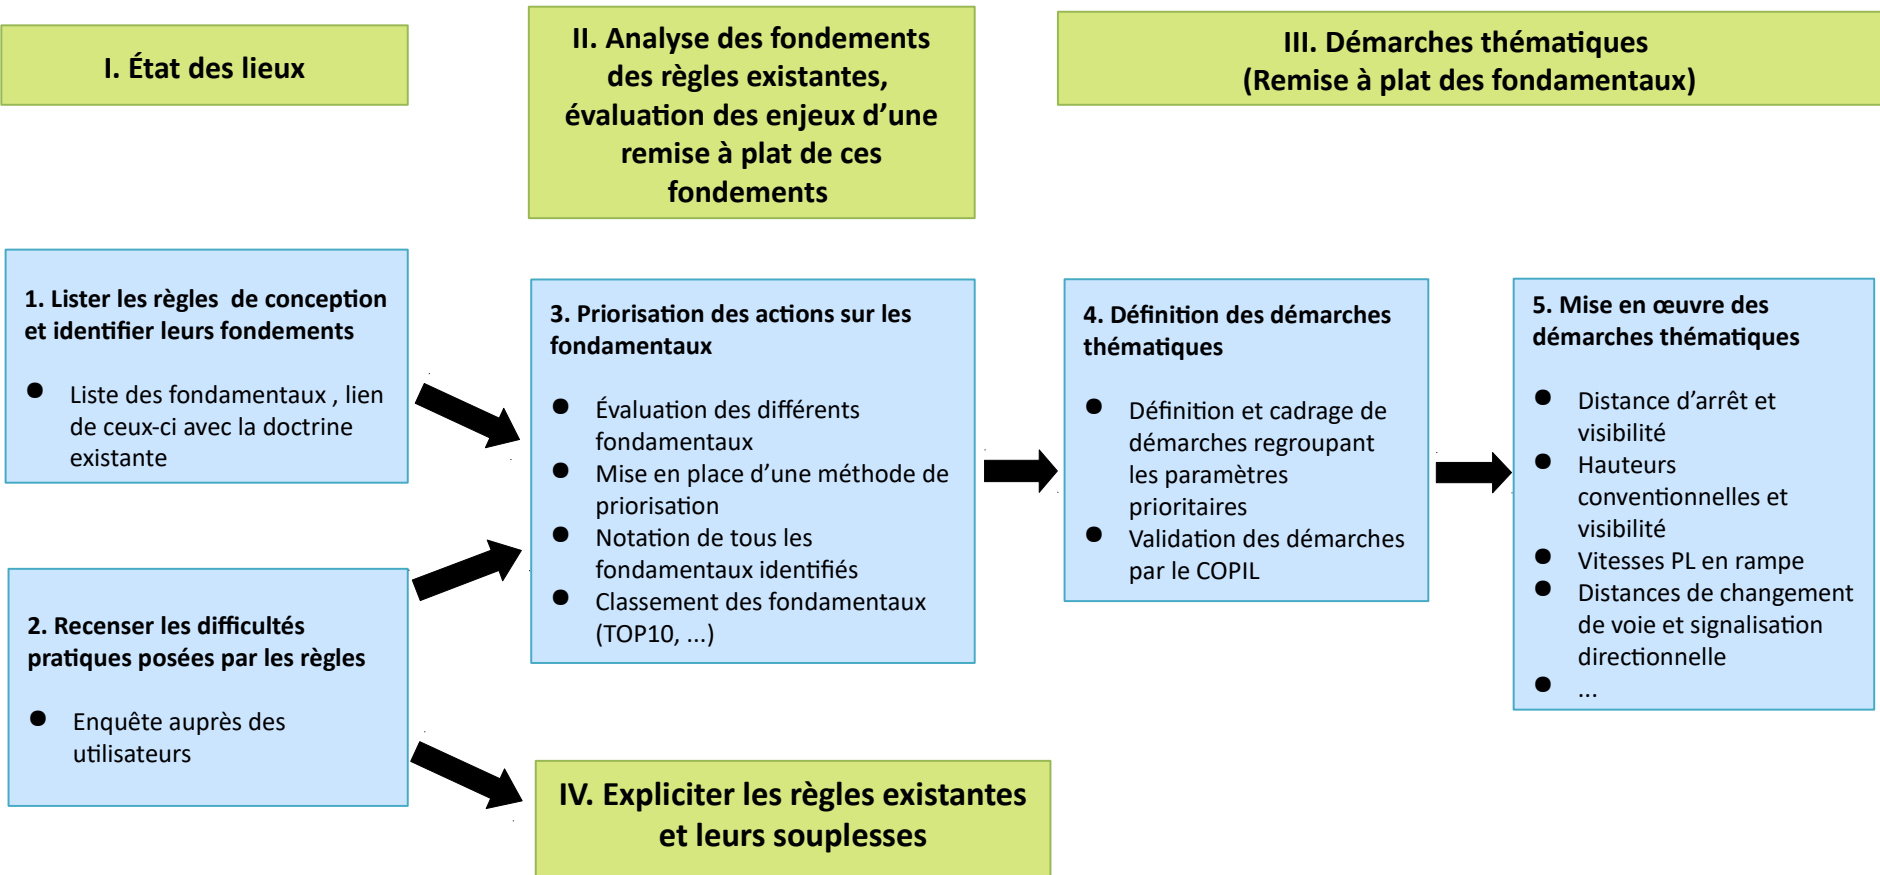 I. État des lieux
II. Analyse des fondements
des règles existantes,
évaluation des enjeux d’une
remise à plat de ces
fondements
III. Démarches thématiques
(Remise à plat des fondamentaux)
1. Lister les règles  de conception
et identifier leurs fondements
● Liste des fondamentaux , lien
de ceux-ci avec la doctrine
existante
2. Recenser les difficultés
pratiques posées par les règles
● Enquête auprès des
utilisateurs
3. Priorisation des actions sur les
fondamentaux
● Évaluation des différents
fondamentaux
● Mise en place d’une méthode de
priorisation
● Notation de tous les
fondamentaux identifiés
● Classement des fondamentaux
(TOP10, ...)
4. Définition des démarches
thématiques
● Définition et cadrage de
démarches regroupant
les paramètres
prioritaires
● Validation des démarches
par le COPIL
5. Mise en œuvre des
démarches thématiques
● Distance d’arrêt et
visibilité
● Hauteurs
conventionnelles et
visibilité
● Vitesses PL en rampe
● Distances de changement
de voie et signalisation
directionnelle
● ...
IV. Expliciter les règles existantes
et leurs souplesses